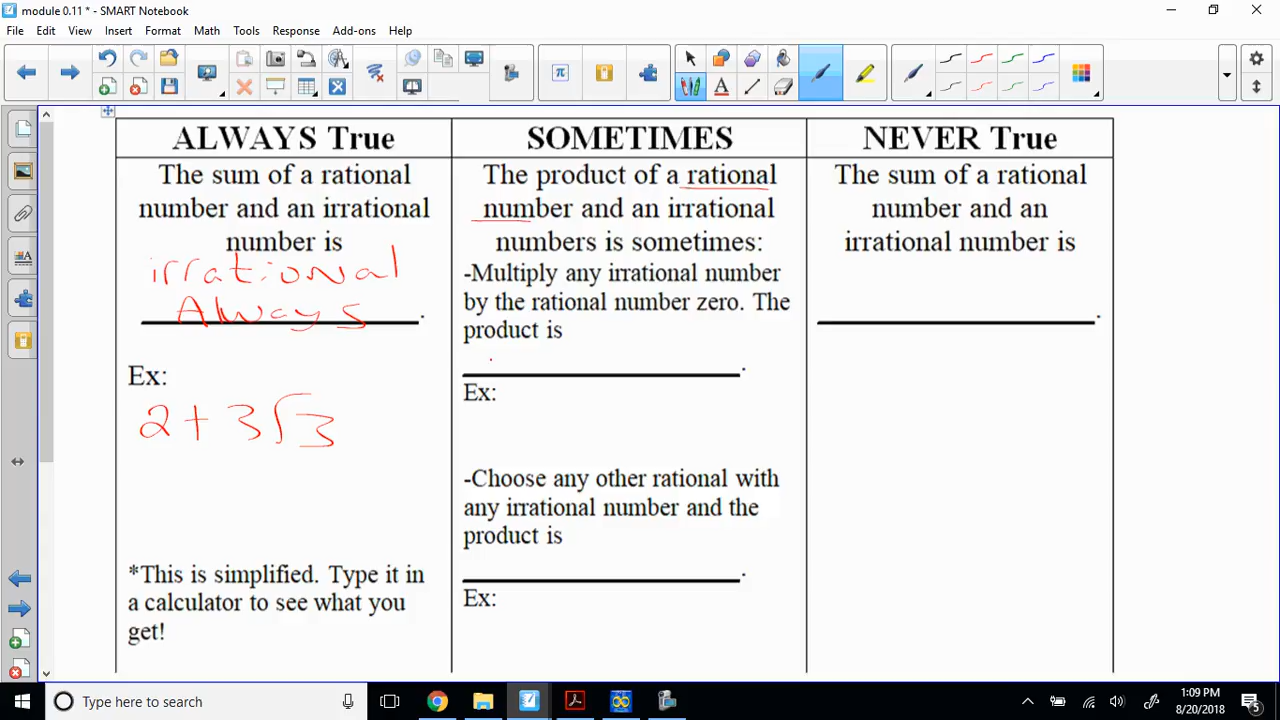 module 0.11 * - SMART Notebook
File Edit View Insert Format Math Tools Response Add-ons Help
ALWAYS True
The sum of a rational
number and an irrational
number is
irrational
Always
.
Ex:
2 + 3√3
*This is simplified. Type it in
a calculator to see what you
get!
SOMETIMES
The product of a rational
number and an irrational
numbers is sometimes:
-Multiply any irrational number
by the rational number zero. The
product is
.
Ex:
-Choose any other rational with
any irrational number and the
product is
.
Ex:
NEVER True
The sum of a rational
number and an
irrational number is
.
Type here to search
1:09 PM
8/20/2018
5